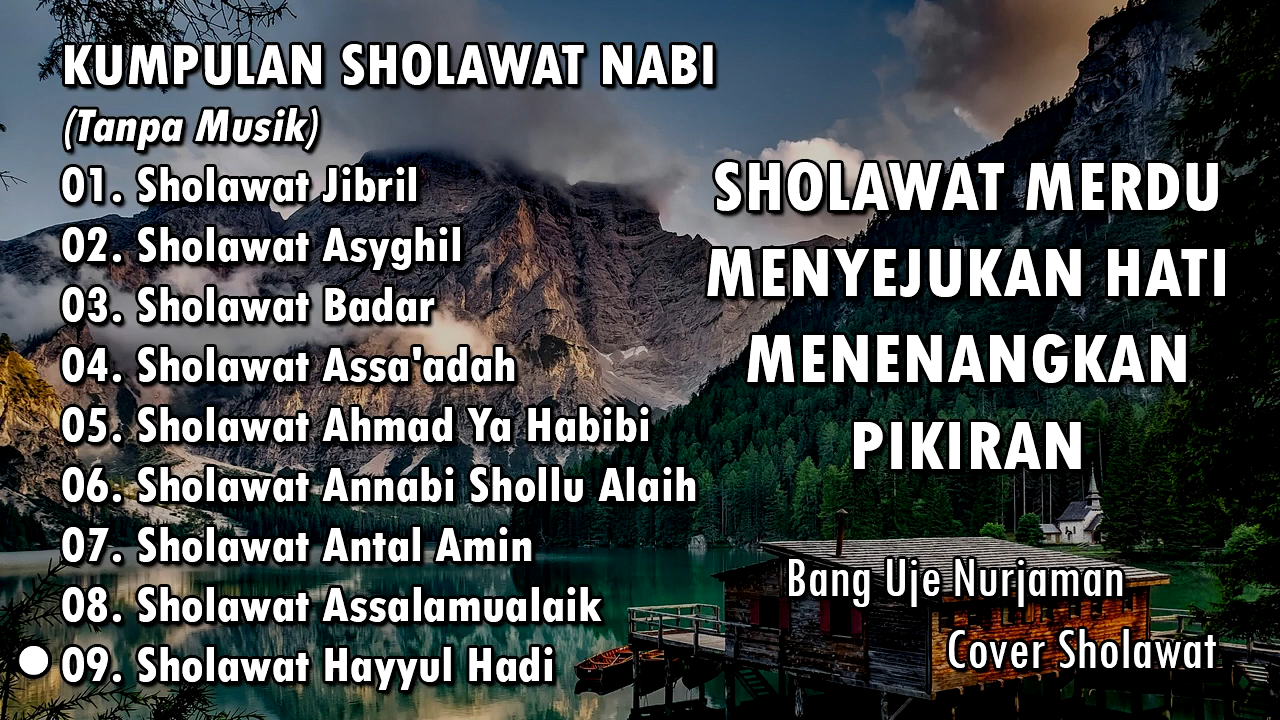 KUMPULAN SHOLAWAT NABI
(Tanpa Musik)
01. Sholawat Jibril
02. Sholawat Asyghil
03. Sholawat Badar
04. Sholawat Assa'adah
05. Sholawat Ahmad Ya Habibi
06. Sholawat Annabi Shollu Alaih
07. Sholawat Antal Amin
08. Sholawat Assalamualaik
09. Sholawat Hayyul Hadi
SHOLAWAT MERDU
MENYEJUKAN HATI
MENENANGKAN
PIKIRAN
Bang Uje Nurjaman
Cover Sholawat